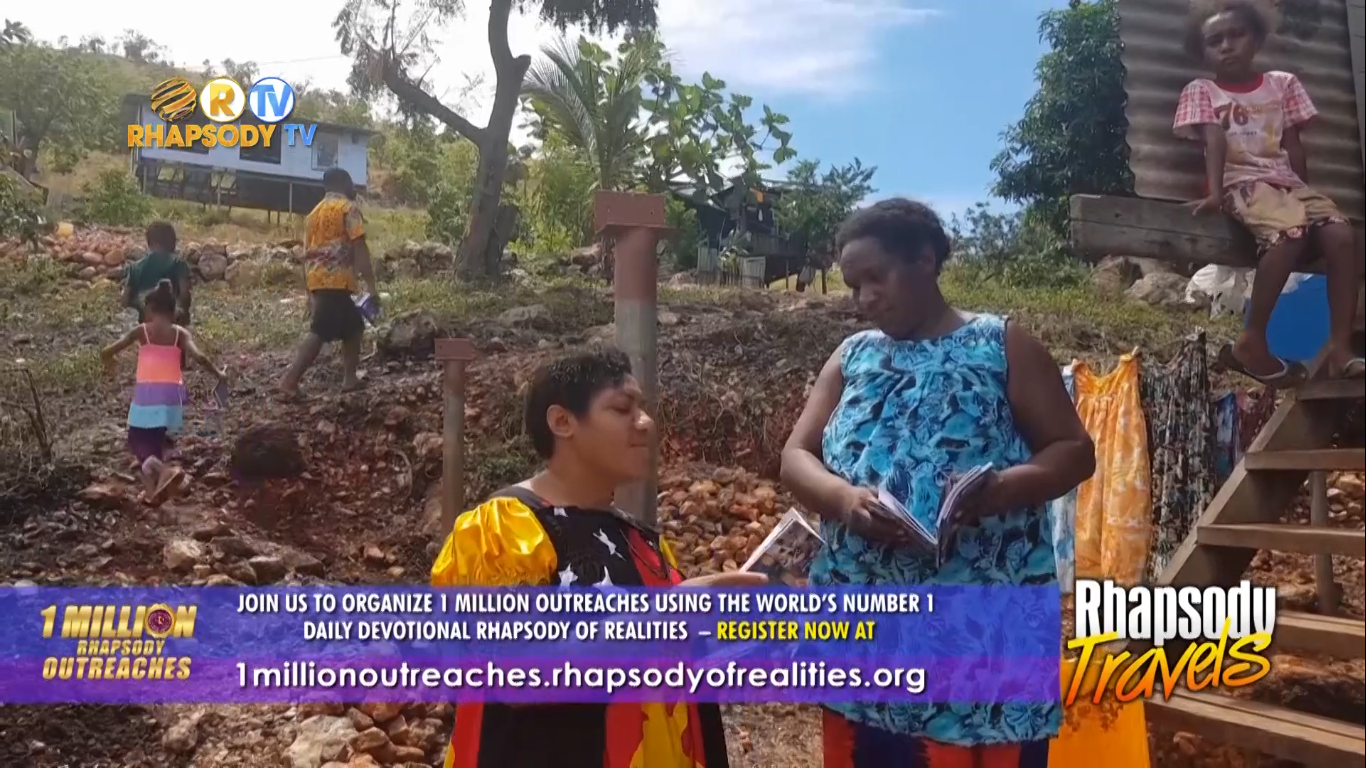 R TV
RHAPSODY TV
76
1 MILLION
RHAPSODY
OUTREACHES
JOIN US TO ORGANIZE 1 MILLION OUTREACHES USING THE WORLD'S NUMBER 1
DAILY DEVOTIONAL RHAPSODY OF REALITIES – REGISTER NOW AT
1millionoutreaches.rhapsodyofrealities.org
Rhapsody
Travels